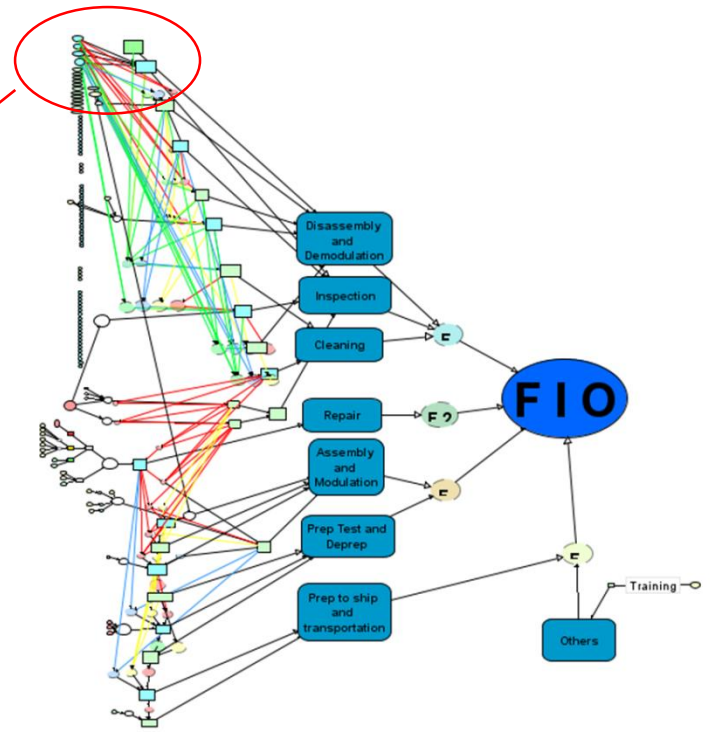 Disassembly
and
Demodulation
Inspection
Cleaning
Repair
Assembly
and
Modulation
Prep Test and
Deprep
Prep to ship
and
transportation
F I O
Training
Others